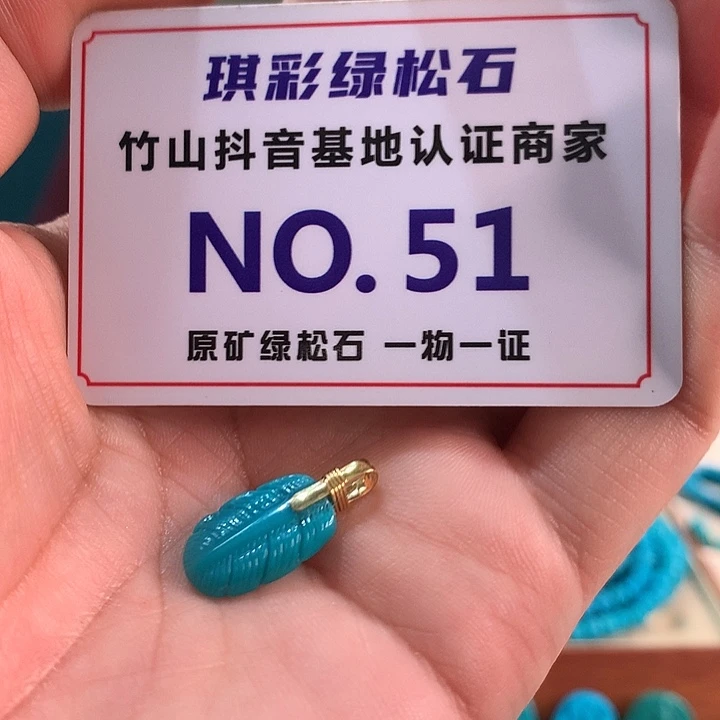 琪彩绿松石
竹山抖音基地认证商家
NO.51
原矿绿松石 一物一证